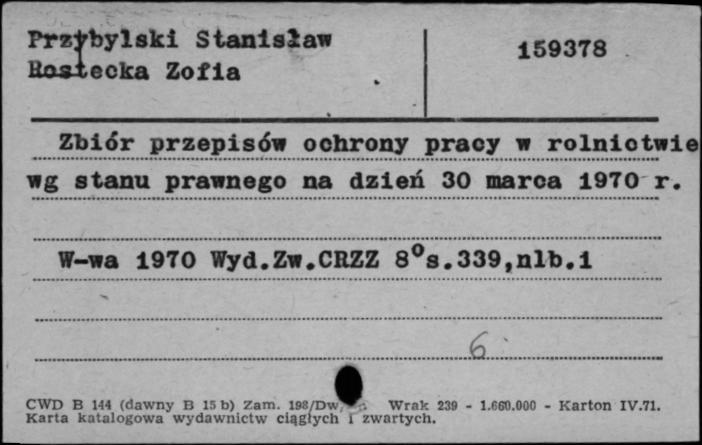 Przybylski Stanisław
Rostecka Zofia
159378
Zbiór przepisów ochrony pracy w rolnictwie
wg stanu prawnego na dzień 30 marca 1970 r.
W-wa 1970 Wyd.Zw.CRZZ 8°s.339,nlb.1
6
CWD B 144 (dawny B 15 b) Zam. 198/Dw, Wrak 239 - 1.660.000 - Karton IV.71.
Karta katalogowa wydawnictw ciągłych i zwartych.